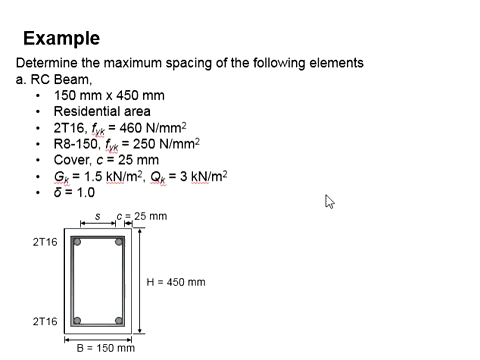 Example
Determine the maximum spacing of the following elements
a. RC Beam,
• 150 mm x 450 mm
• Residential area
• 2T16, fyk = 460 N/mm²
• R8-150, fyk = 250 N/mm²
• Cover, c = 25 mm
• Gk = 1.5 kN/m², Qk = 3 kN/m²
• δ = 1.0
s c = 25 mm
2T16
H = 450 mm
2T16
B = 150 mm